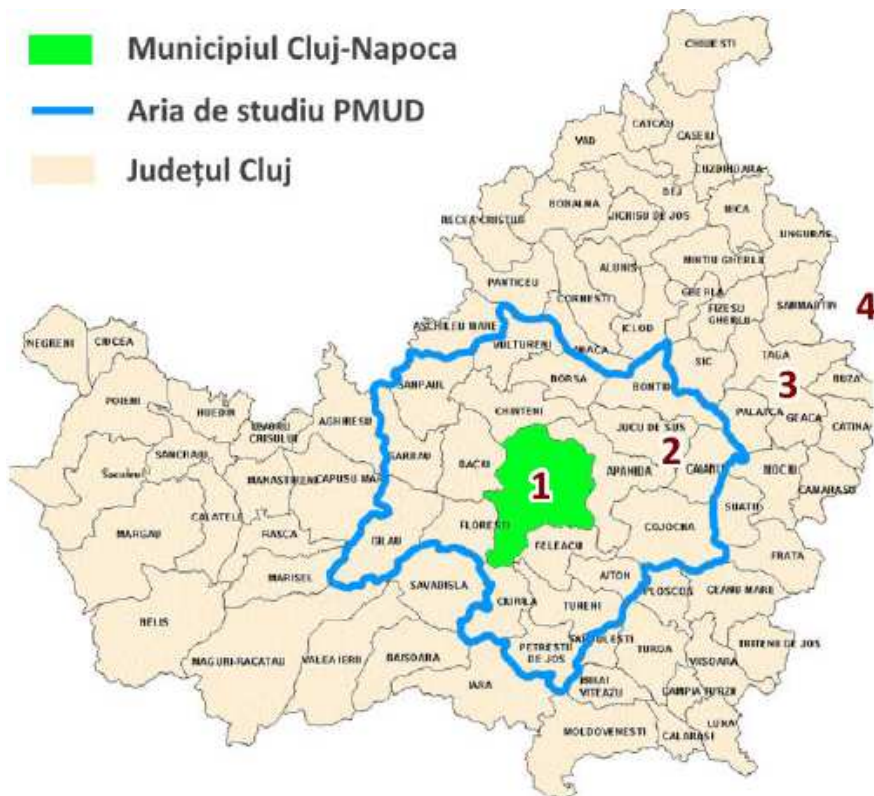 Municipiul Cluj-Napoca
Aria de studiu PMUD
Județul Cluj
CHIUESTI
CATCAU
CASEIU
VAD
CUZDRIOARA
DEJ
BOBALNA
MICA
RECEA-CRISTUR
JICHISU DE JOS
UNGURAS
MINTIU GHERLII
ALUNIS
PANTICEU
GHERLA
CORNESTI
FIZESU
GHERLII
SANMARTIN
4
ASCHILEU MARE
ICLOD
NEGRENI
CIUCEA
VULTURENI
SIC
TAGA
SANPAUL
BORSA
BONTID
3
BUZA
POIENI
HUEDIN
AGHIRESU
CHINTENI
PALATCA
GEACA
CATINA
CRISULUI
JUCU DE SUS
SANCRAIU
GARBAU
BACIU
2
MOCIU
MANASTIRENI
CAPUSU MARE
APAHIDA
CAIANU
1
CAMARASU
CALATELE
SUATU
MARGAU
RASCA
FLORESTI
COJOCNA
GILAU
FELEACU
FRATA
MARISEL
AITON
SAVADISLA
PLOSCOS
CEANU MARE
CIURILA
TURENI
BELIS
PETRESTII
DE JOS
TURDA
TRITENII DE JOS
MAGURI-RACATAU
VALEA IERII
BAISOARA
VIISOARA
IARA
MIHAI
VITEAZU
CAMPIA TURZII
LUNA
MOLDOVENESTI
CALARASI